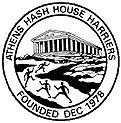 ATHENS HASH HOUSE HARRIERS
FOUNDED DEC 1978